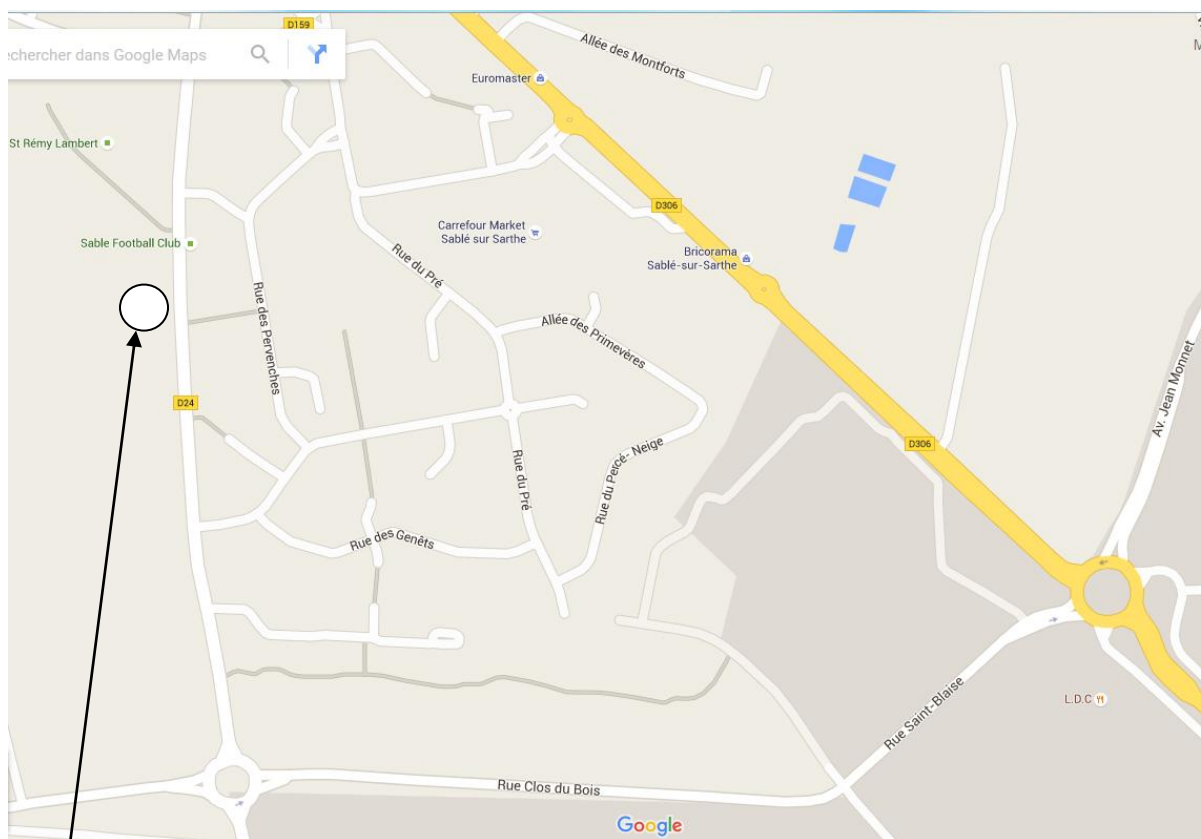 D159
echercher dans Google Maps
Allée des Montforts
Euromaster
St Rémy Lambert
D306
Carrefour Market
Sablé sur Sarthe
Sable Football Club
Rue du Pré
Bricorama
Sablé-sur-Sarthe
Rue des Pervenches
Allée des Primevères
Av. Jean Monnet
D24
D306
Rue du Pré
Rue du Percé- Neige
Rue des Genêts
L.D.C
Rue Saint-Blaise
Rue Clos du Bois
Google